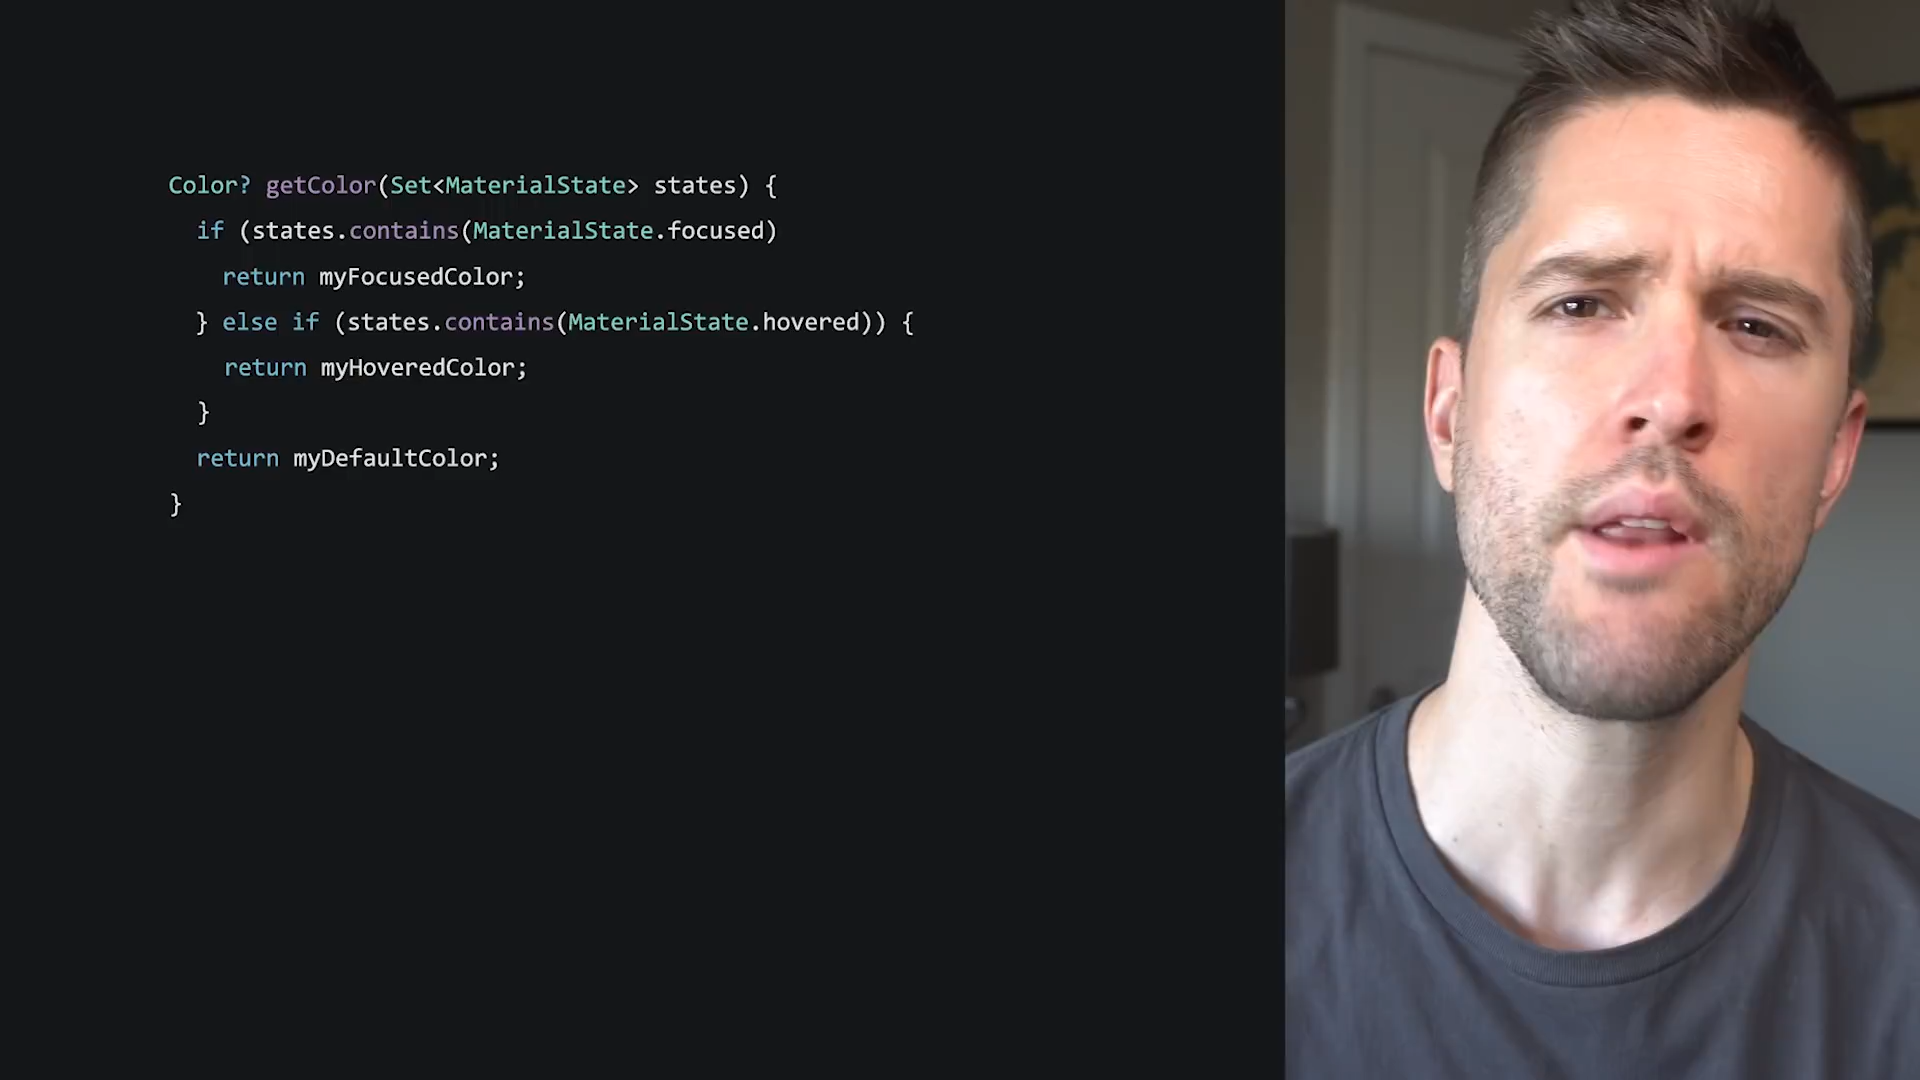 Color? getColor(Set<MaterialState> states) {
if (states.contains(MaterialState.focused)
return myFocusedColor;
} else if (states.contains(MaterialState.hovered)) {
return myHoveredColor;
}
return myDefaultColor;
}